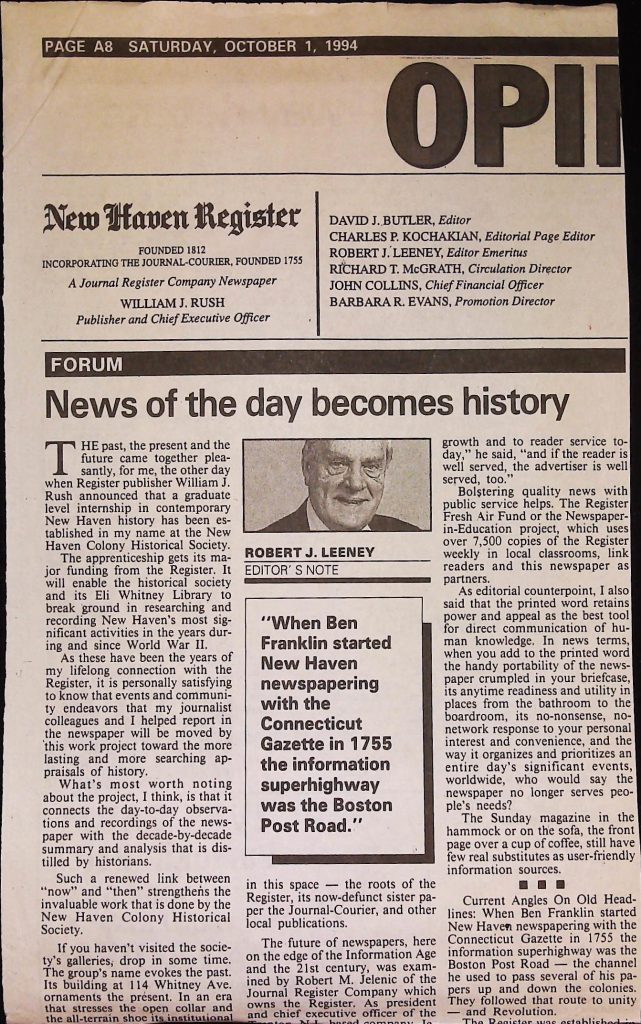 PAGE A8 SATURDAY, OCTOBER 1, 1994
OPI
New Haven Register
FOUNDED 1812
INCORPORATING THE JOURNAL-COURIER, FOUNDED 1755
A Journal Register Company Newspaper
WILLIAM J. RUSH
Publisher and Chief Executive Officer
DAVID J. BUTLER, Editor
CHARLES P. KOCHAKIAN, Editorial Page Editor
ROBERT J. LEENEY, Editor Emeritus
RICHARD T. McGRATH, Circulation Director
JOHN COLLINS, Chief Financial Officer
BARBARA R. EVANS, Promotion Director
FORUM
News of the day becomes history
THE past, the present and the
future came together plea-
santly, for me, the other day
when Register publisher William J.
Rush announced that a graduate
level internship in contemporary
New Haven history has been es-
tablished in my name at the New
Haven Colony Historical Society.
The apprenticeship gets its ma-
jor funding from the Register. It
will enable the historical society
and its Eli Whitney Library to
break ground in researching and
recording New Haven's most sig-
nificant activities in the years dur-
ing and since World War II.
As these have been the years of
my lifelong connection with the
Register, it is personally satisfying
to know that events and communi-
ty endeavors that my journalist
colleagues and I helped report in
the newspaper will be moved by
this work project toward the more
lasting and more searching ap-
praisals of history.
What's most worth noting
about the project, I think, is that it
connects the day-to-day observa-
tions and recordings of the news-
paper with the decade-by-decade
summary and analysis that is dis-
tilled by historians.
Such a renewed link between
"now" and "then" strengthens the
invaluable work that is done by the
New Haven Colony Historical
Society.
If you haven't visited the socie-
ty's galleries, drop in some time.
The group's name evokes the past.
Its building at 114 Whitney Ave.
ornaments the present. In an era
that stresses the open collar and
the all-terrain shoe its institutional
ROBERT J. LEENEY
EDITOR'S NOTE
"When Ben
Franklin started
New Haven
newspapering
with the
Connecticut
Gazette in 1755
the information
superhighway
was the Boston
Post Road."
in this space — the roots of the
Register, its now-defunct sister pa
per the Journal-Courier, and other
local publications.
The future of newspapers, here
on the edge of the Information Age
and the 21st century, was exam-
ined by Robert M. Jelenic of the
Journal Register Company which
owns the Register. As president
and chief executive officer of the
growth and to reader service to-
day," he said, "and if the reader is
well served, the advertiser is well
served, too."
Bolstering quality news with
public service helps. The Register
Fresh Air Fund or the Newspaper-
in-Education project, which uses
over 7,500 copies of the Register
weekly in local classrooms, link
readers and this newspaper as
partners.
As editorial counterpoint, I also
said that the printed word retains
power and appeal as the best tool
for direct communication of hu-
man knowledge. In news terms,
when you add to the printed word
the handy portability of the news-
paper crumpled in your briefcase,
its anytime readiness and utility in
places from the bathroom to the
boardroom, its no-nonsense, no-
network response to your personal
interest and convenience, and the
way it organizes and prioritizes an
entire day's significant events,
worldwide, who would say the
newspaper no longer serves peo-
ple's needs?
The Sunday magazine in the
hammock or on the sofa, the front
page over a cup of coffee, still have
few real substitutes as user-friendly
information sources.
Current Angles On Old Head-
lines: When Ben Franklin started
New Haven newspapering with the
Connecticut Gazette in 1755 the
information superhighway was the
Boston Post Road — the channel
he used to pass several of his pa-
pers up and down the colonies.
They followed that route to unity
— and Revolution.
The Register was established in